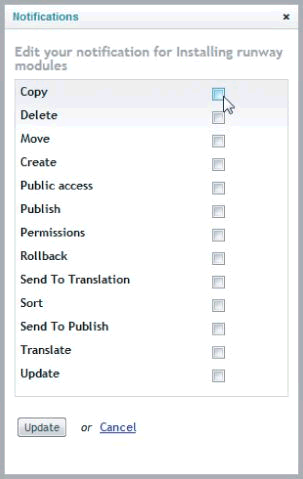 Notifications
Edit your notification for Installing runway
modules
Copy
Delete
Move
Create
Public access
Publish
Permissions
Rollback
Send To Translation
Sort
Send To Publish
Translate
Update
Update or Cancel